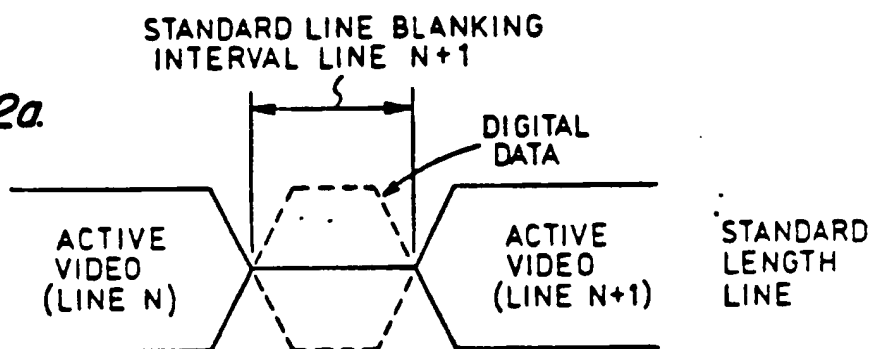 STANDARD LINE BLANKING
INTERVAL LINE N+1
2a.
DIGITAL
DATA
ACTIVE
VIDEO
(LINE N)
ACTIVE
VIDEO
(LINE N+1)
STANDARD
LENGTH
LINE